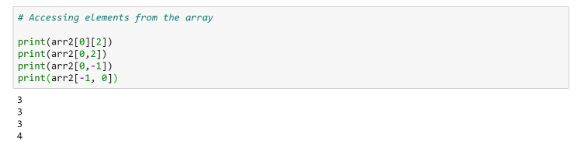 # Accessing elements from the array
print(arr2[0][2])
print(arr2[0,2])
print(arr2[0,-1])
print(arr2[-1, 0])
3
3
3
4